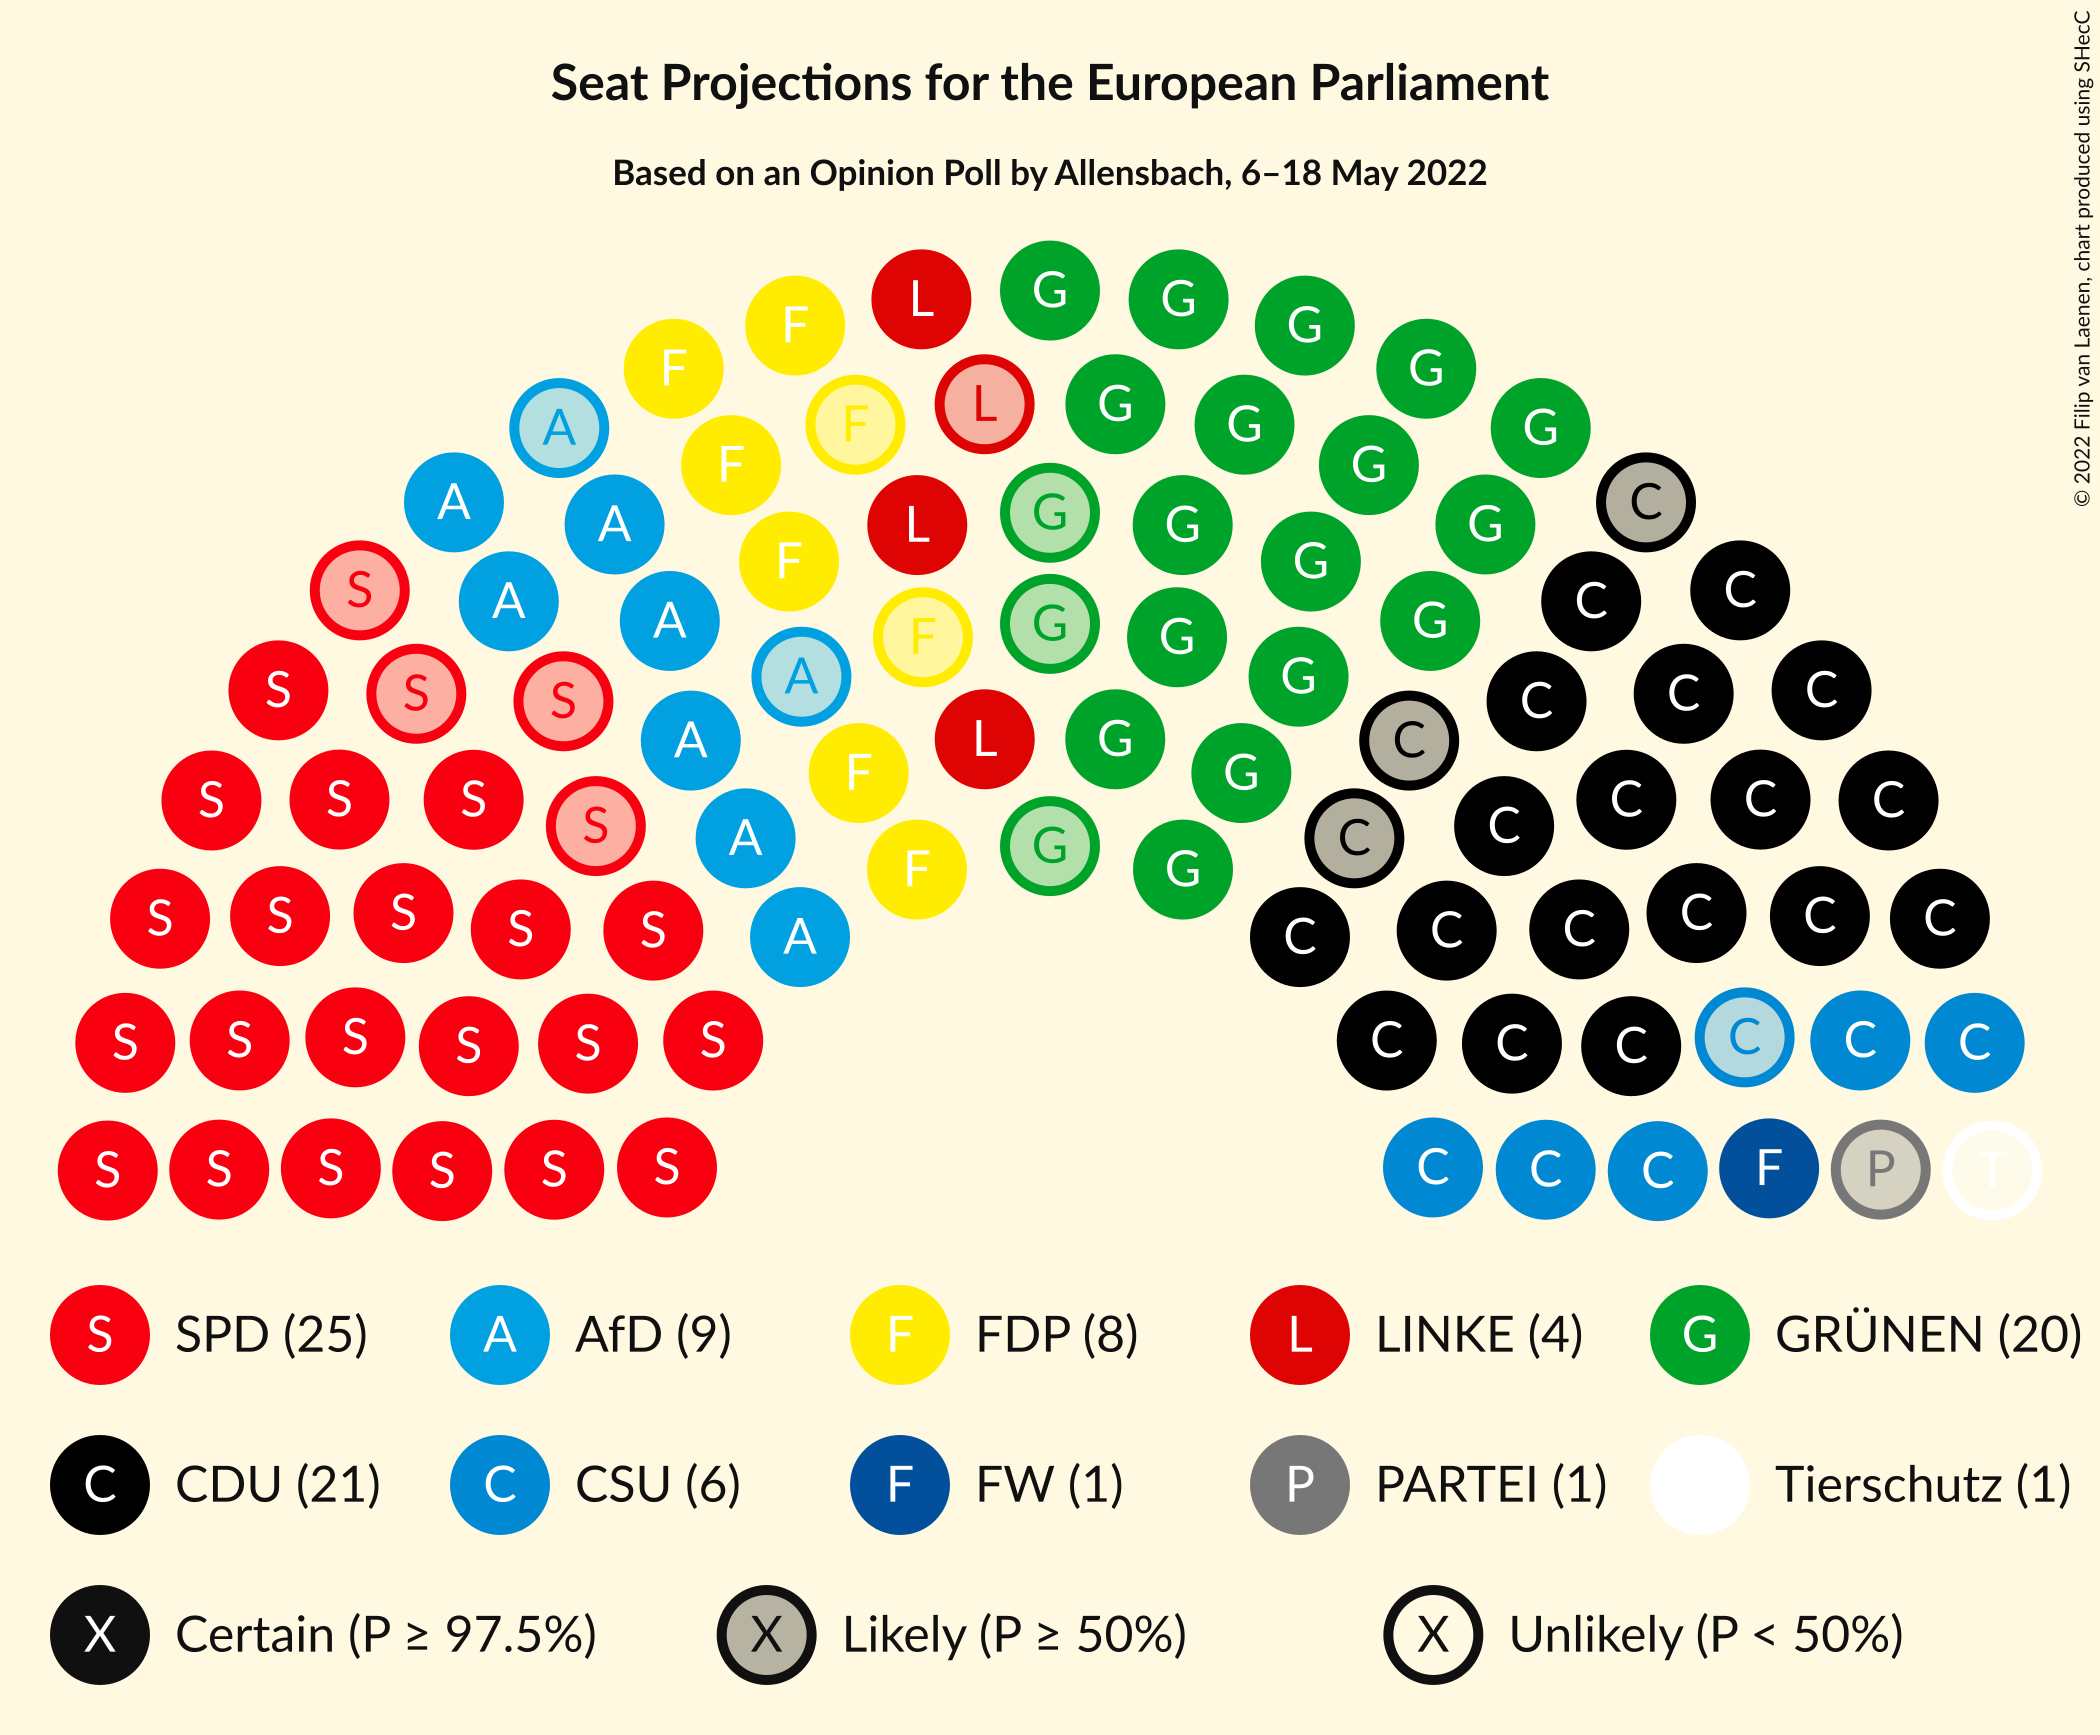 Seat Projections for the European Parliament
Based on an Opinion Poll by Allensbach, 6–18 May 2022
© 2022 Filip van Laenen, chart produced using SHecC
G
L G
F G
F G
L
F G
F G
A G
F G
A C
L G G
F G
A G
F G
A C
S C
A G
S C
F G
A G
A G
S C
S C
S C
L G
A C
F G
S C
S C
S C
S C
A C
G
F G
S C
S C
S C
S C
A C
S C
S C
S C
S C
S C
S C
S C
S C
S C
S S S S S S C C C F P T
S SPD (25) A AfD (9) F FDP (8) L LINKE (4) G GRÜNEN (20)
C CDU (21) C CSU (6) F FW (1) P PARTEI (1) Tierschutz (1)
X Certain (P ≥ 97.5%) X Likely (P ≥ 50%) X Unlikely (P < 50%)